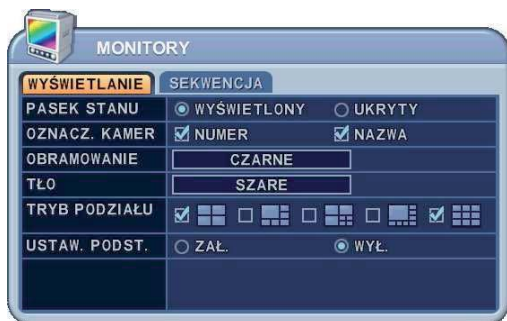 MONITORY
WYŚWIETLANIE SEKWENCJA
PASEK STANU WYŚWIETLONY UKRYTY
OZNACZ. KAMER NUMER NAZWA
OBRAMOWANIE CZARNE
TŁO SZARE
TRYB PODZIAŁU
USTAW. PODST. ZAŁ. WYŁ.